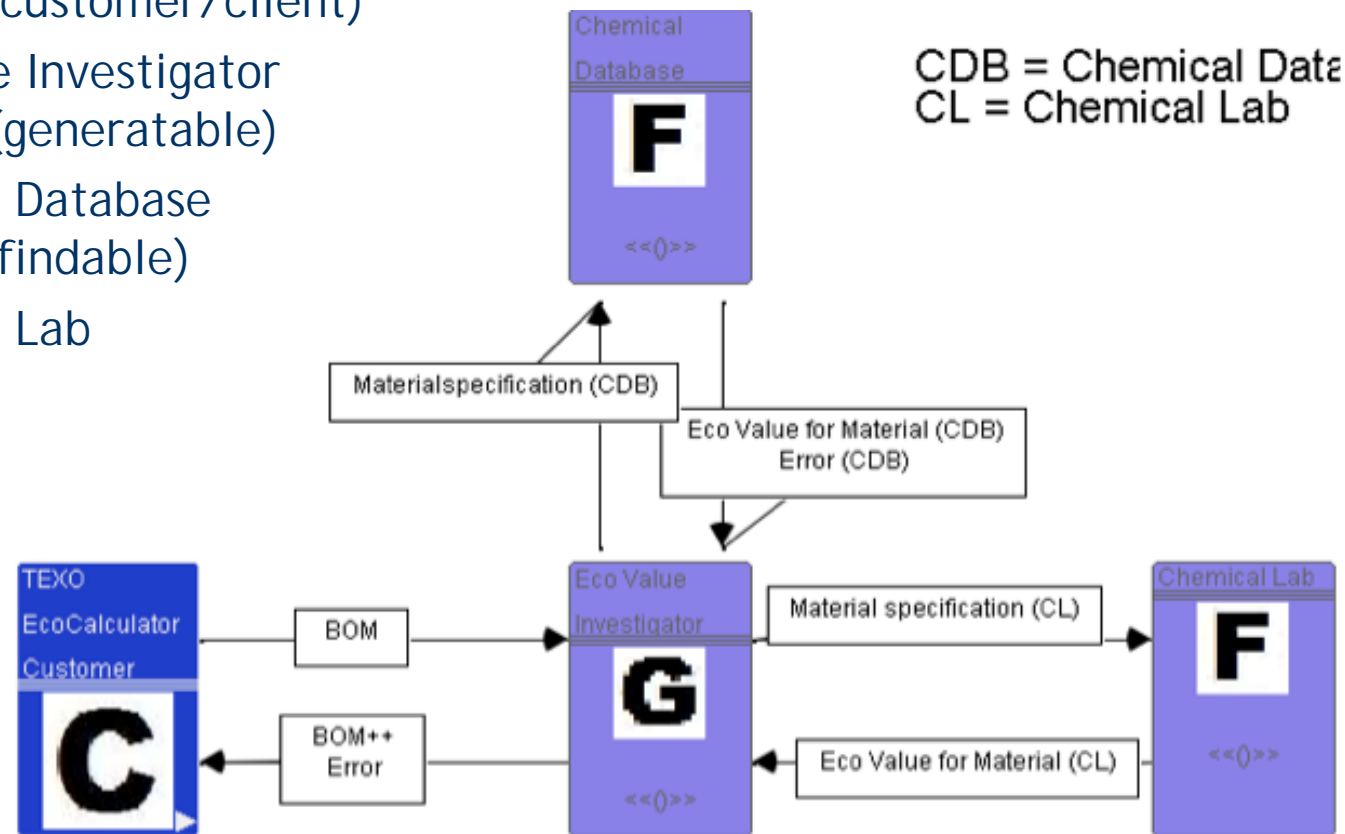 customer/client)
e Investigator
(generatable)
Database
findable)
Lab
CDB = Chemical Data
CL = Chemical Lab
Chemical
Database
F
<<()>>
Materialspecification (CDB)
Eco Value for Material (CDB)
Error (CDB)
TEXO
EcoCalculator
Customer
C
BOM
BOM++
Error
Eco Value
Investigator
G
<<()>>
Material specification (CL)
Eco Value for Material (CL)
Chemical Lab
F
<<()>>